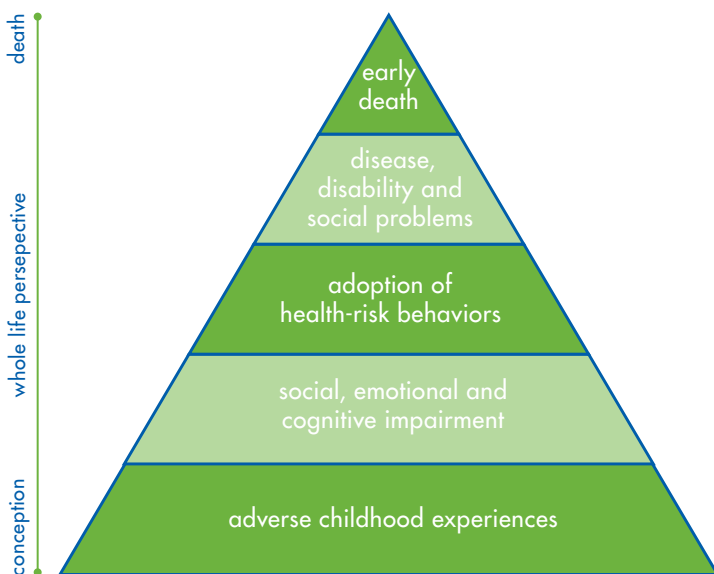 death
whole life persepective
conception
early
death
disease,
disability and
social problems
adoption of
health-risk behaviors
social, emotional and
cognitive impairment
adverse childhood experiences